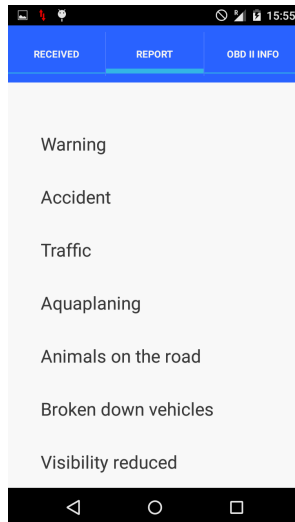 R 15:55
RECEIVED REPORT OBD II INFO
Warning
Accident
Traffic
Aquaplaning
Animals on the road
Broken down vehicles
Visibility reduced